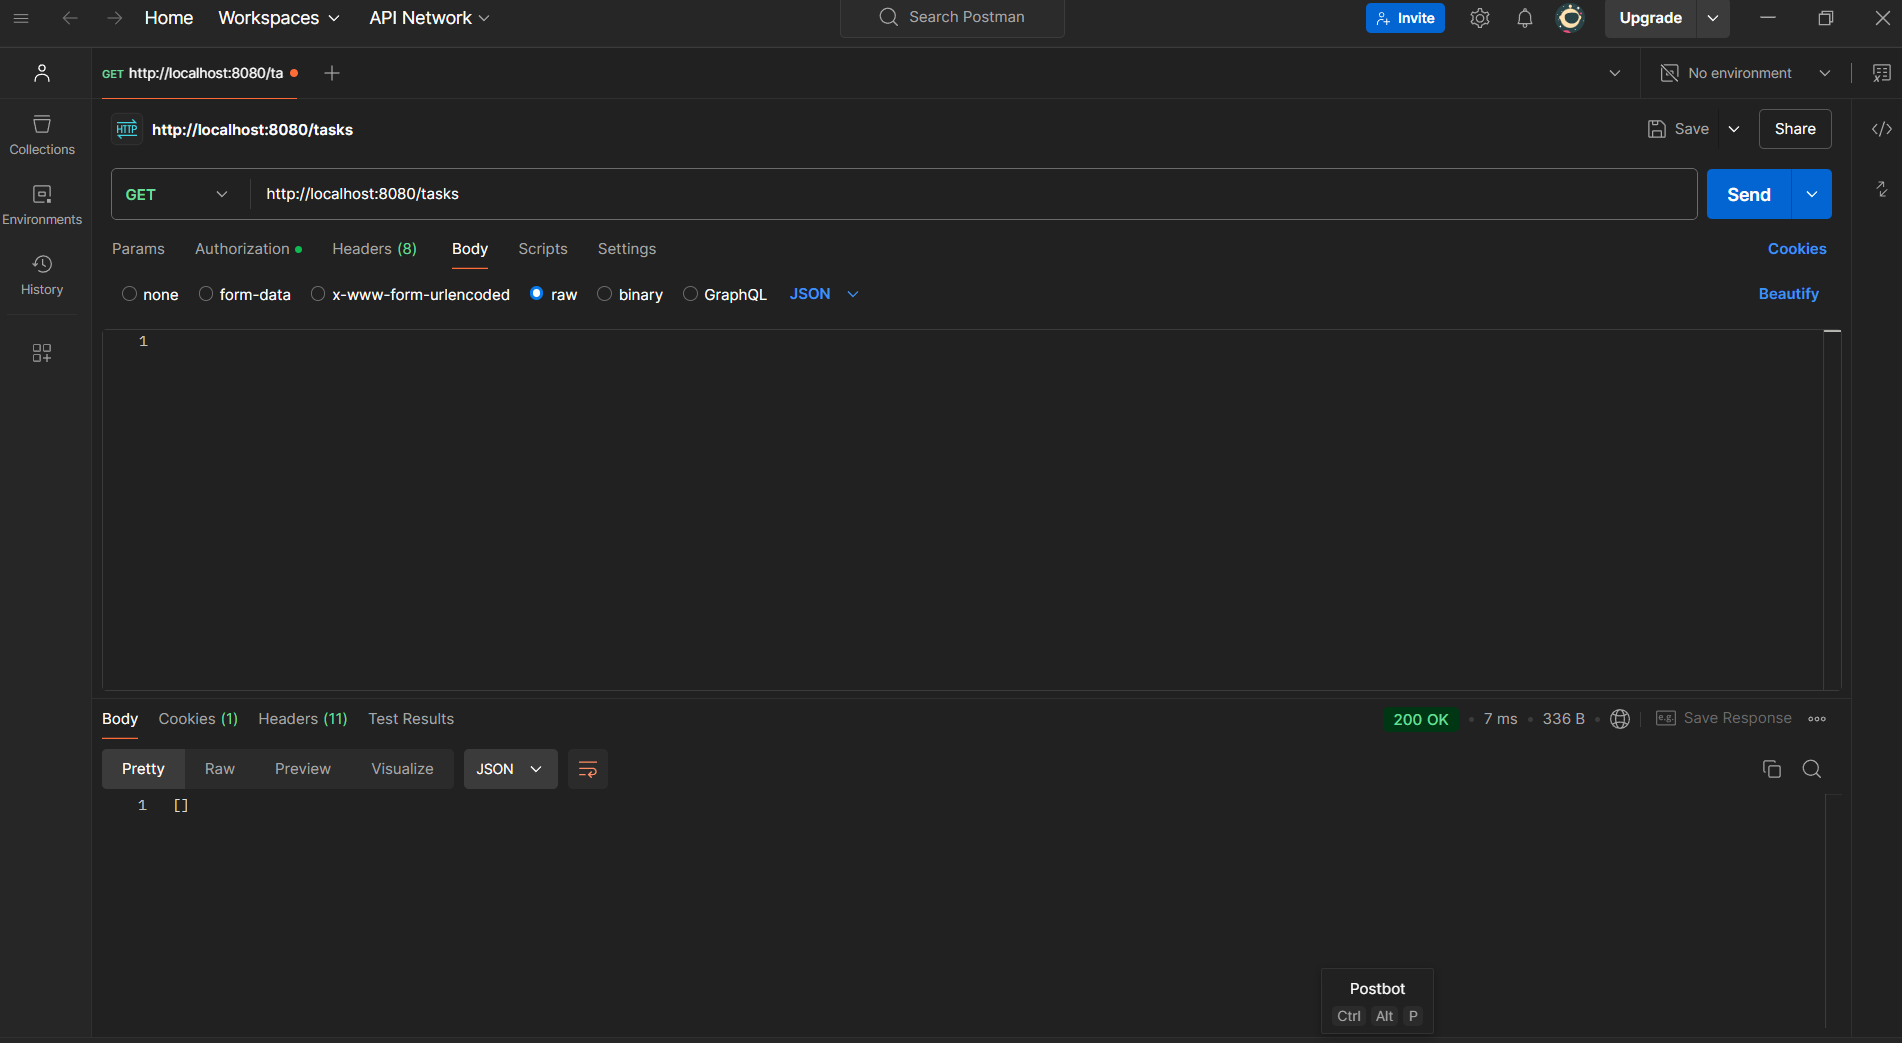 Home Workspaces API Network Search Postman Invite Upgrade
GET http://localhost:8080/ta No environment
HTTP http://localhost:8080/tasks Save Share
Collections
GET http://localhost:8080/tasks Send
Environments
Params Authorization Headers (8) Body Scripts Settings Cookies
History
none form-data x-www-form-urlencoded raw binary GraphQL JSON Beautify
1
Body Cookies (1) Headers (11) Test Results 200 OK • 7 ms • 336 B • e.g. Save Response
Pretty Raw Preview Visualize JSON
1 []
Postbot
Ctrl Alt P